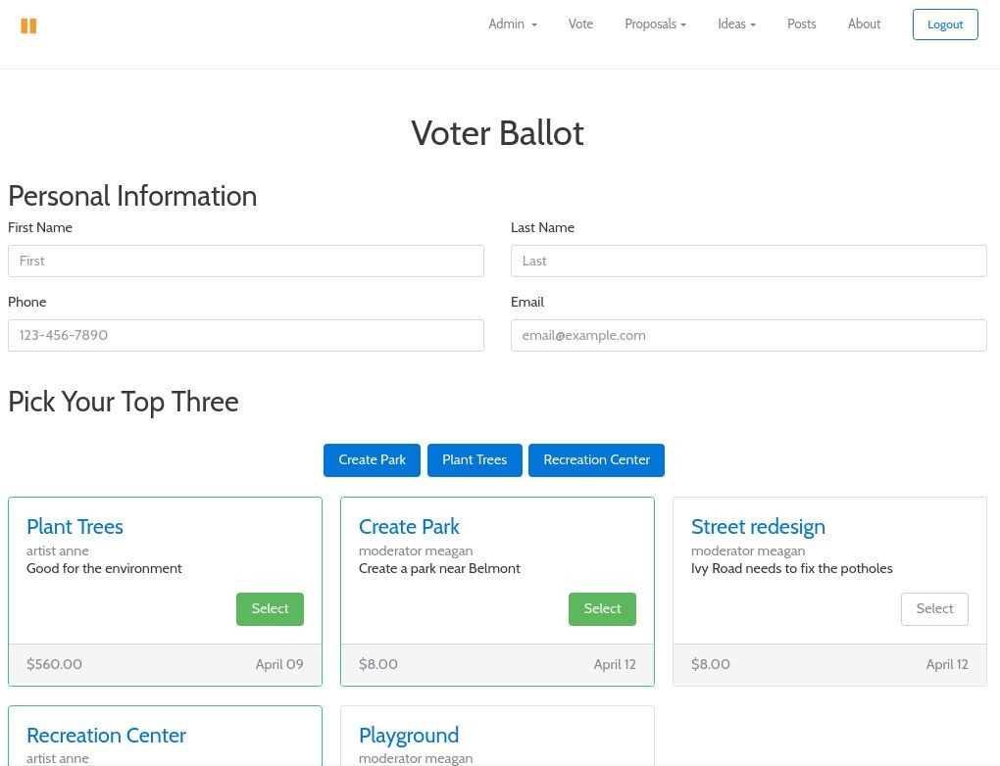 Admin Vote Proposals Ideas Posts About Logout
Voter Ballot
Personal Information
First Name Last Name
First Last
Phone Email
123-456-7890 email@example.com
Pick Your Top Three
Create Park Plant Trees Recreation Center
Plant Trees
artist anne
Good for the environment
Select
$560.00 April 09
Create Park
moderator meagan
Create a park near Belmont
Select
$8.00 April 12
Street redesign
moderator meagan
Ivy Road needs to fix the potholes
Select
$8.00 April 12
Recreation Center
artist anne
Playground
moderator meagan